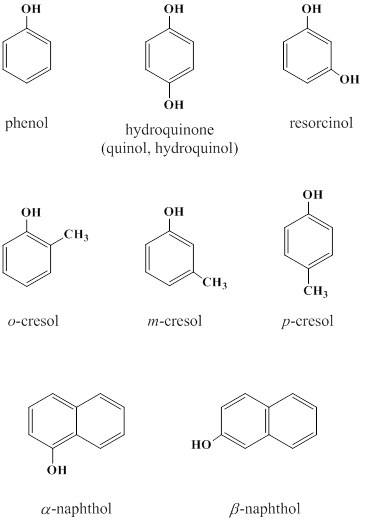 OH OH OH
OH
OH
phenol hydroquinone resorcinol
(quinol, hydroquinol)
OH OH OH
CH3
CH3
CH3
o-cresol m-cresol p-cresol
HO
OH
α-naphthol β-naphthol